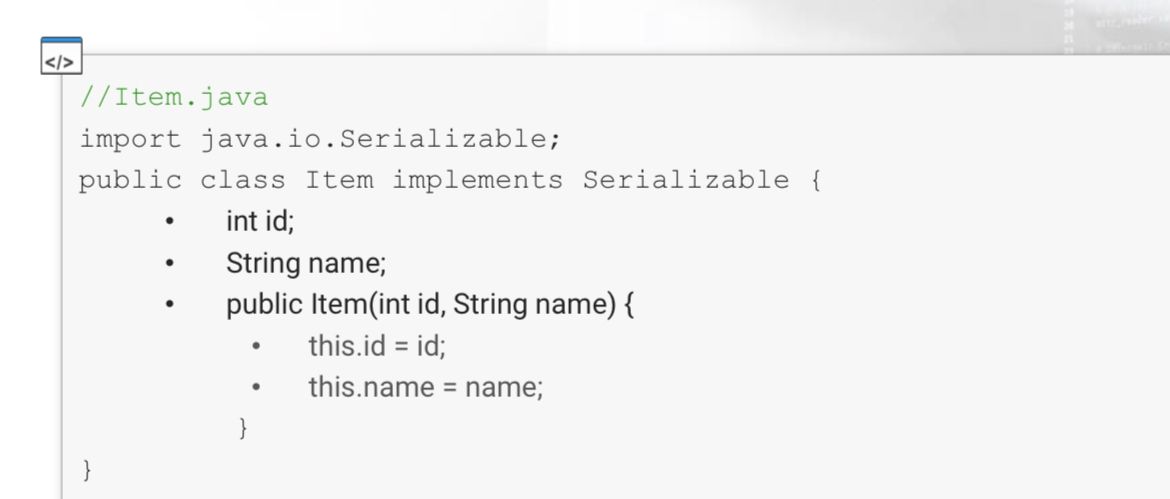 </>
//Item.java
import java.io.Serializable;
public class Item implements Serializable {
• int id;
• String name;
• public Item(int id, String name) {
• this.id = id;
• this.name = name;
}
}